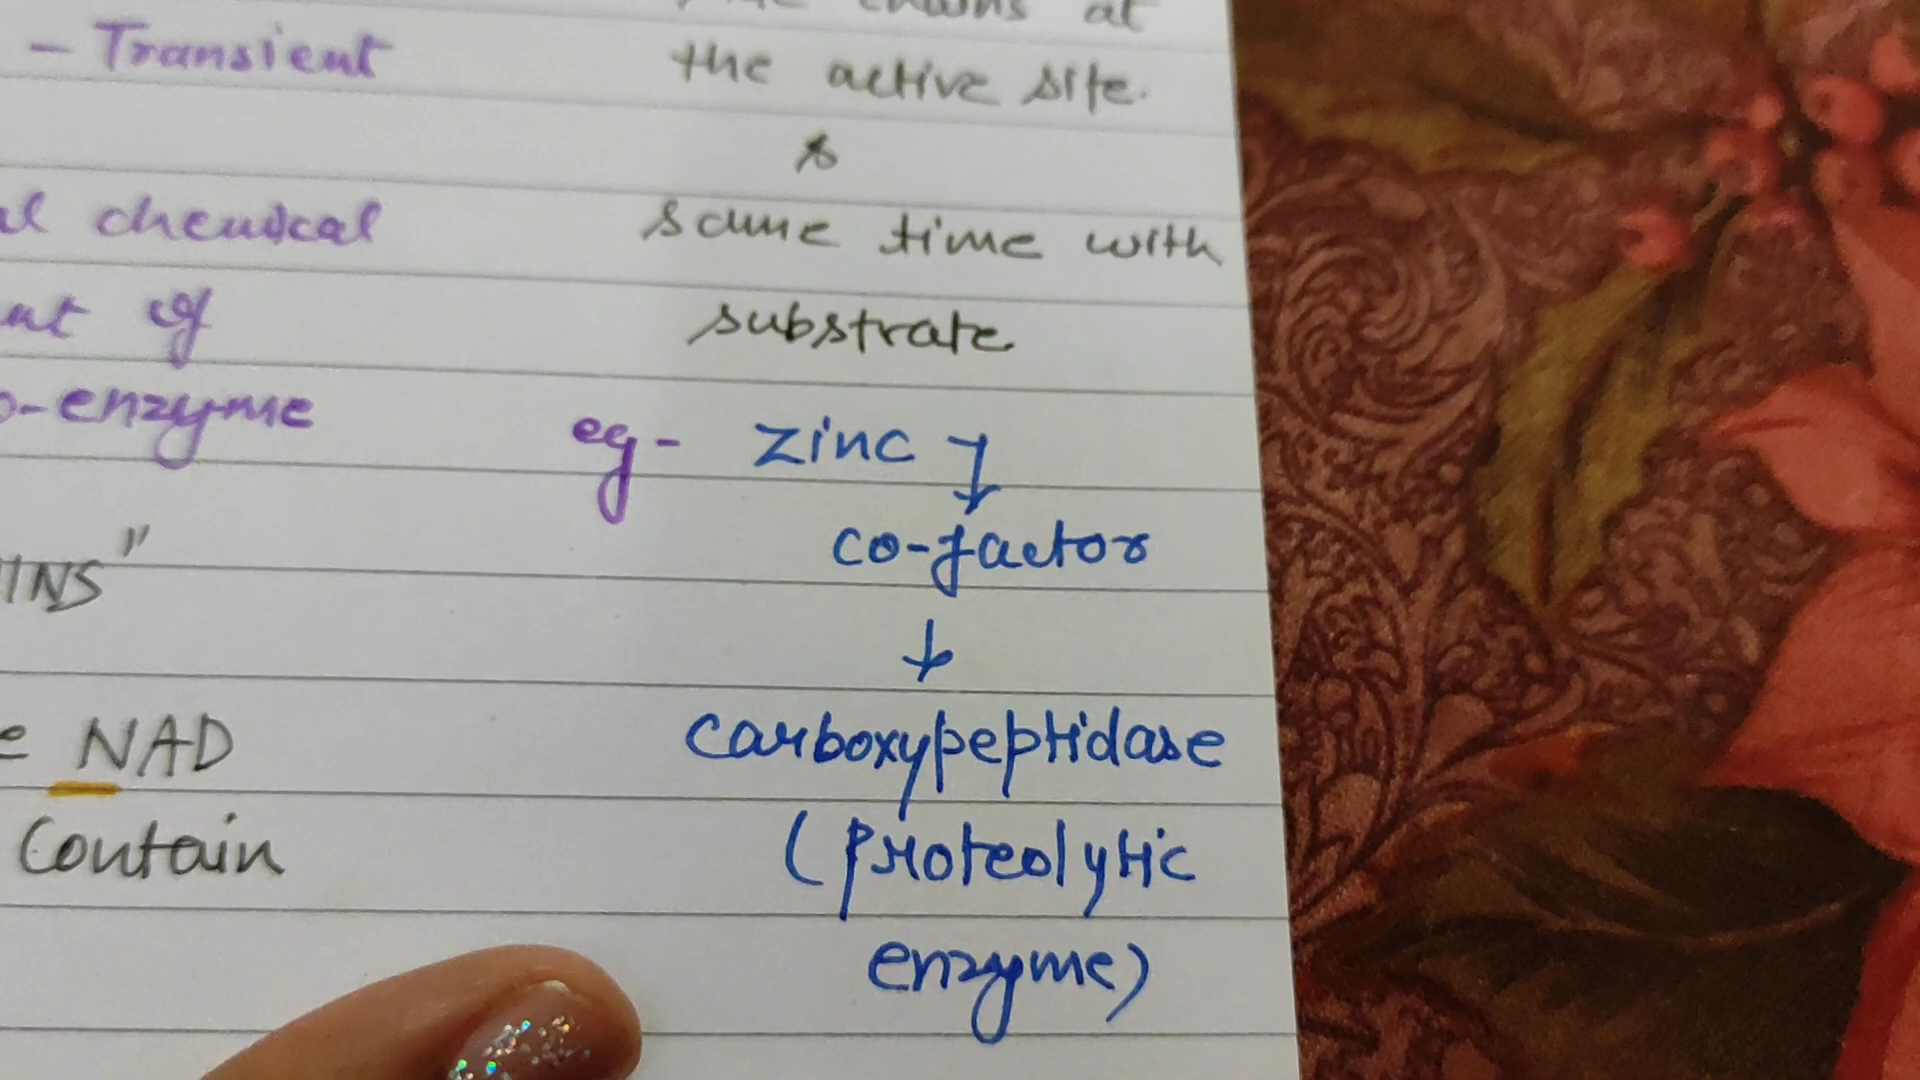 - Transient
chemical
of
-enzyme
"
NAD
Contain
at
the active site.
&
same time with
substrate
eg- zinc
co-factor
carboxypeptidase
(proteolytic
enzyme)